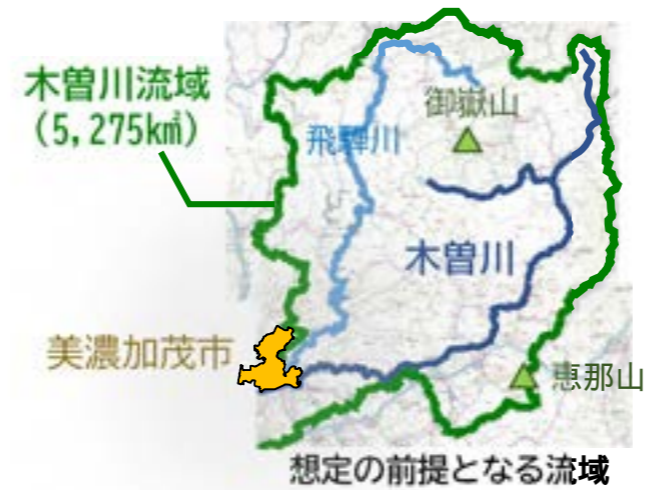 木曽川流域
（5,275k㎡）
御嶽山
飛騨川
木曽川
美濃加茂市
恵那山
想定の前提となる流域